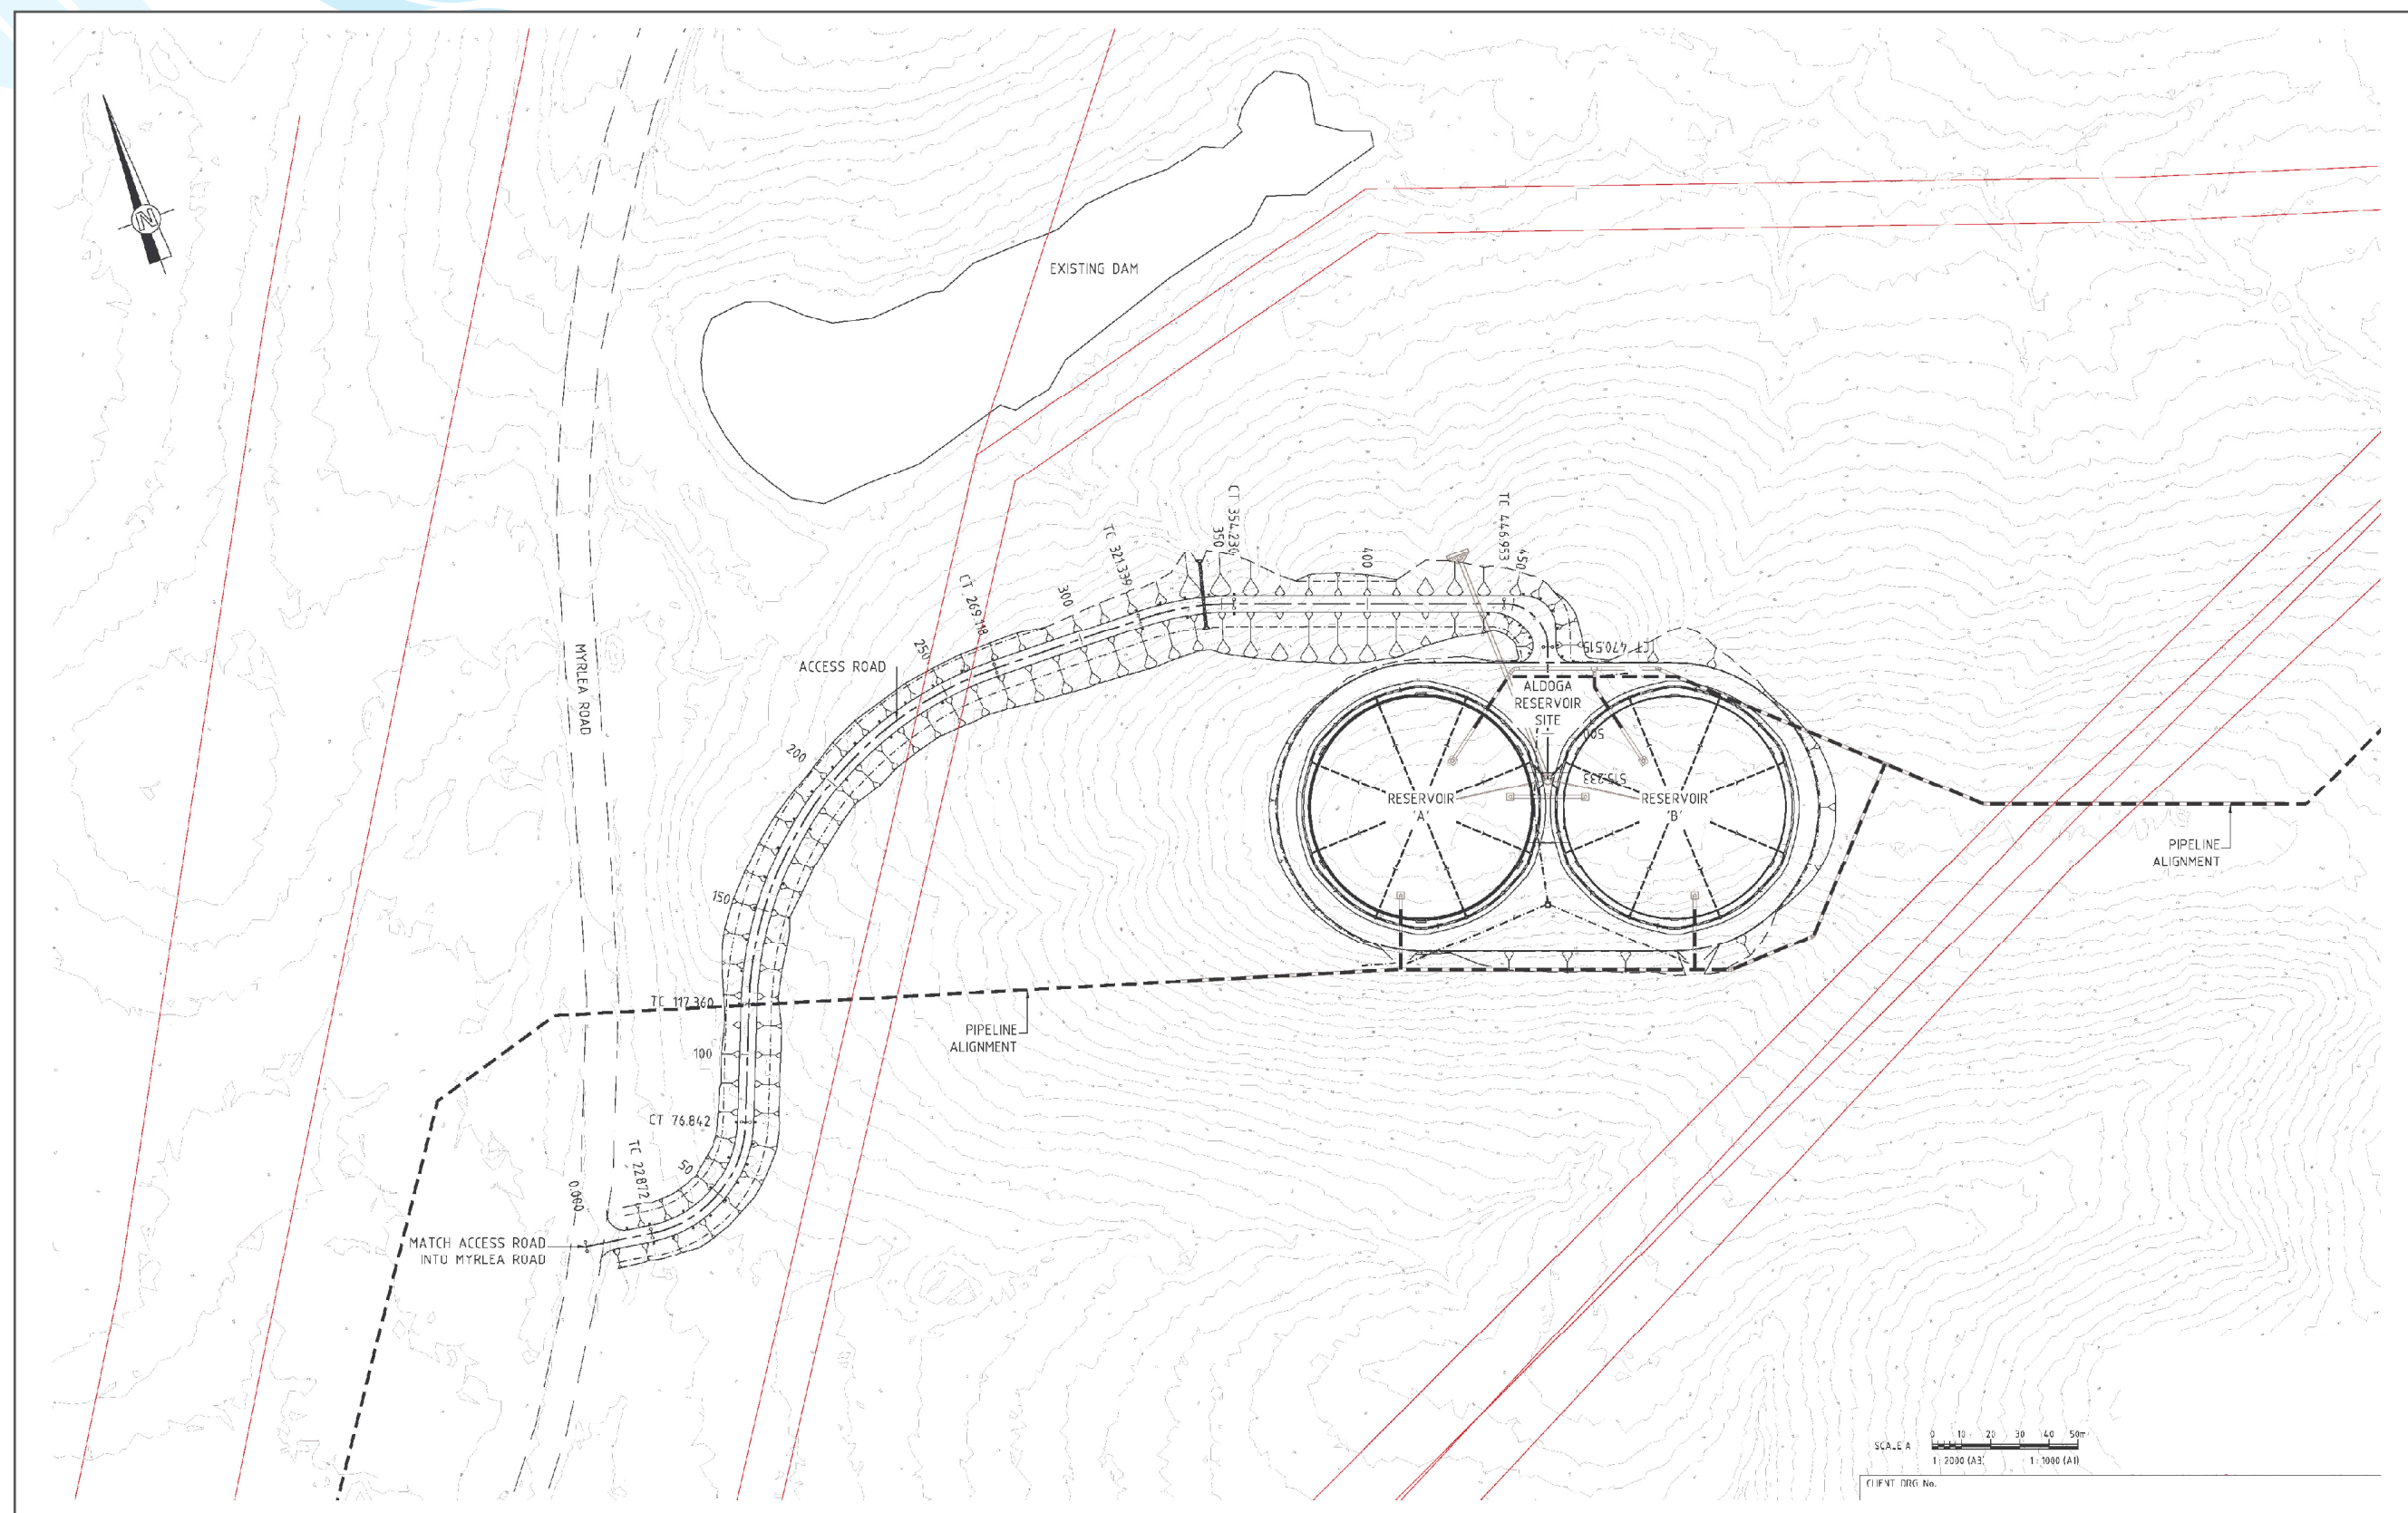 N
EXISTING DAM
MYRLEA ROAD
ACCESS ROAD
0.000
TC 22.872
50
CT 76.842
100
TC 117.360
150
200
250
CT 269.118
300
TC 321.339
350
CT 354.230
400
TC 446.953
450
CT 470.515
500
515.233
ALDOGA
RESERVOIR
SITE
RESERVOIR
'A'
RESERVOIR
'B'
PIPELINE
ALIGNMENT
PIPELINE
ALIGNMENT
MATCH ACCESS ROAD
INTO MYRLEA ROAD
0 10 20 30 40 50m
SCALE A
1 : 2000 (A3) 1 : 1000 (A1)
CLIENT DRG No.